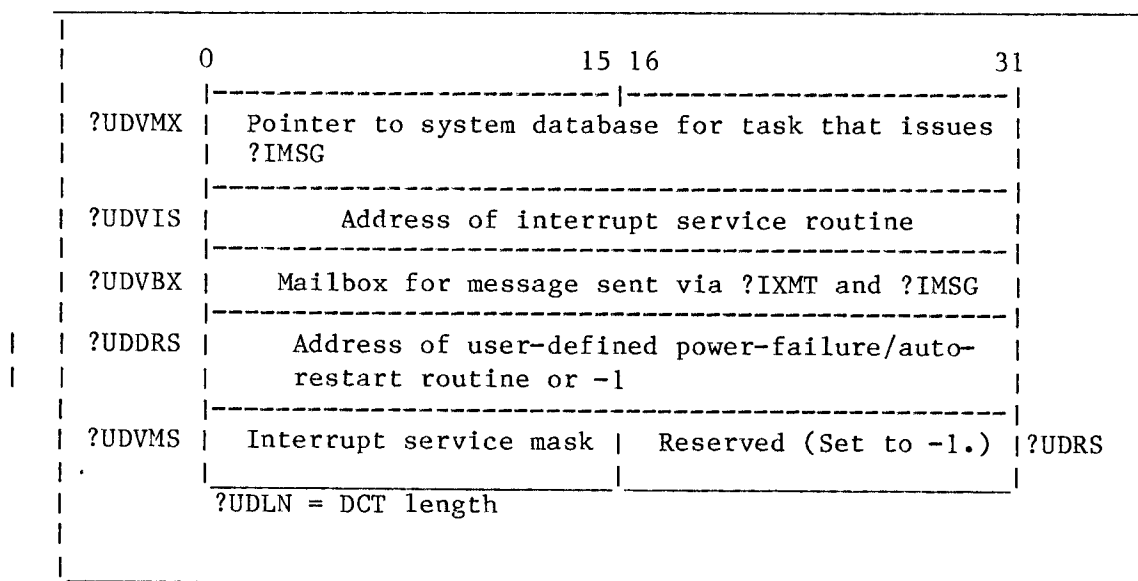 0 15 16 31
?UDVMX Pointer to system database for task that issues
?IMSG
?UDVIS Address of interrupt service routine
?UDVBX Mailbox for message sent via ?IXMT and ?IMSG
?UDDRS Address of user-defined power-failure/auto-
restart routine or -1
?UDVMS Interrupt service mask | Reserved (Set to -1.) ?UDRS
?UDLN = DCT length